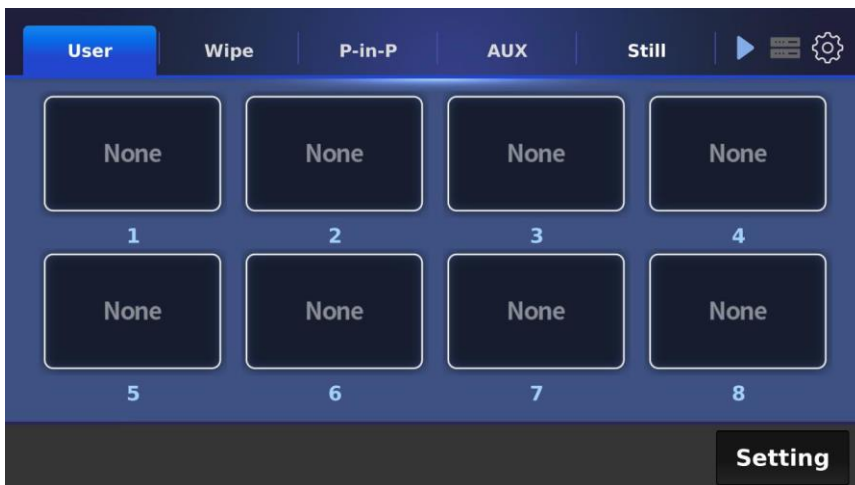 User Wipe P-in-P AUX Still
None None None None
1 2 3 4
None None None None
5 6 7 8
Setting